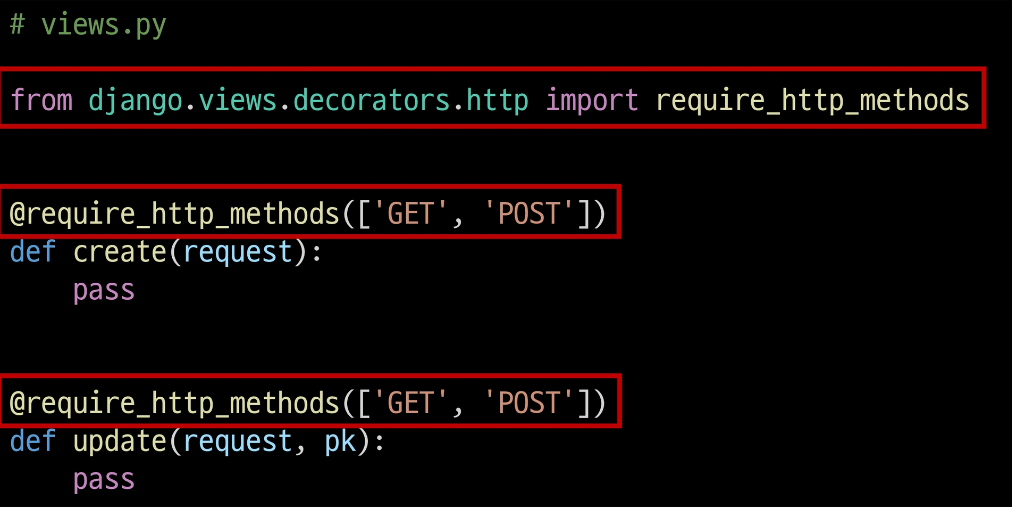 # views.py
from django.views.decorators.http import require_http_methods
@require_http_methods(['GET', 'POST'])
def create(request):
    pass
@require_http_methods(['GET', 'POST'])
def update(request, pk):
    pass